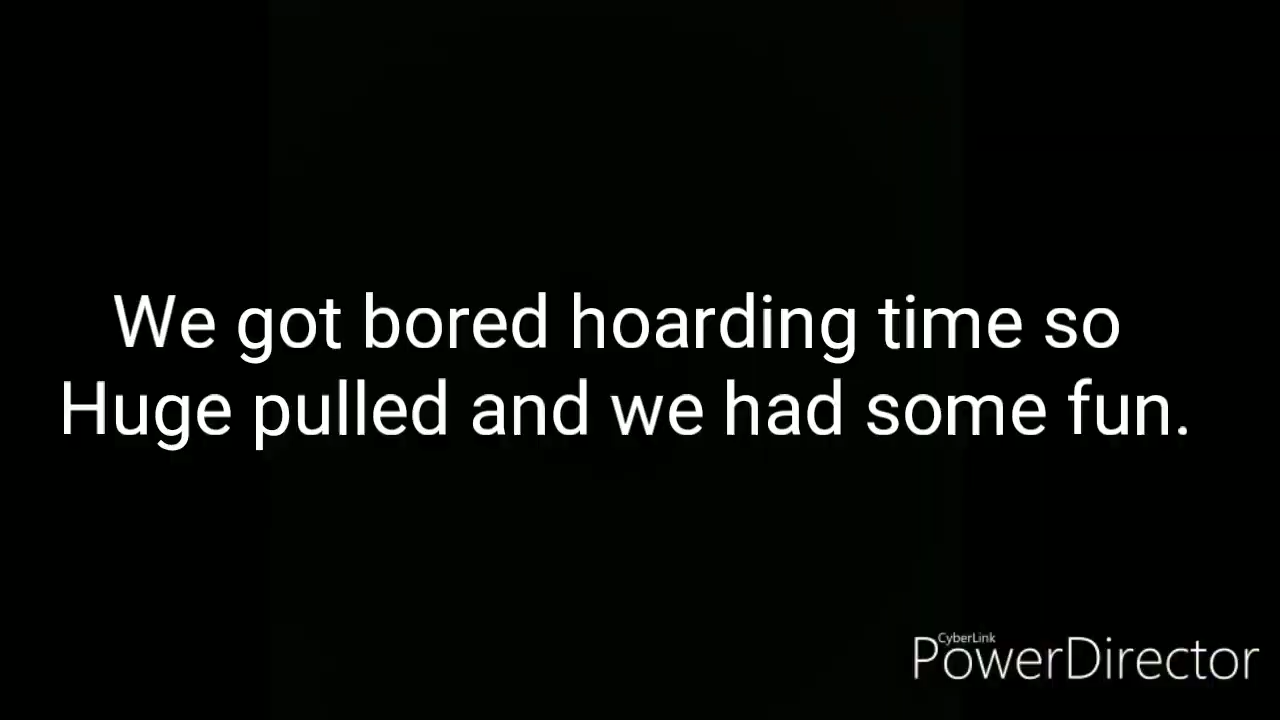 We got bored hoarding time so
Huge pulled and we had some fun.
CyberLink
PowerDirector